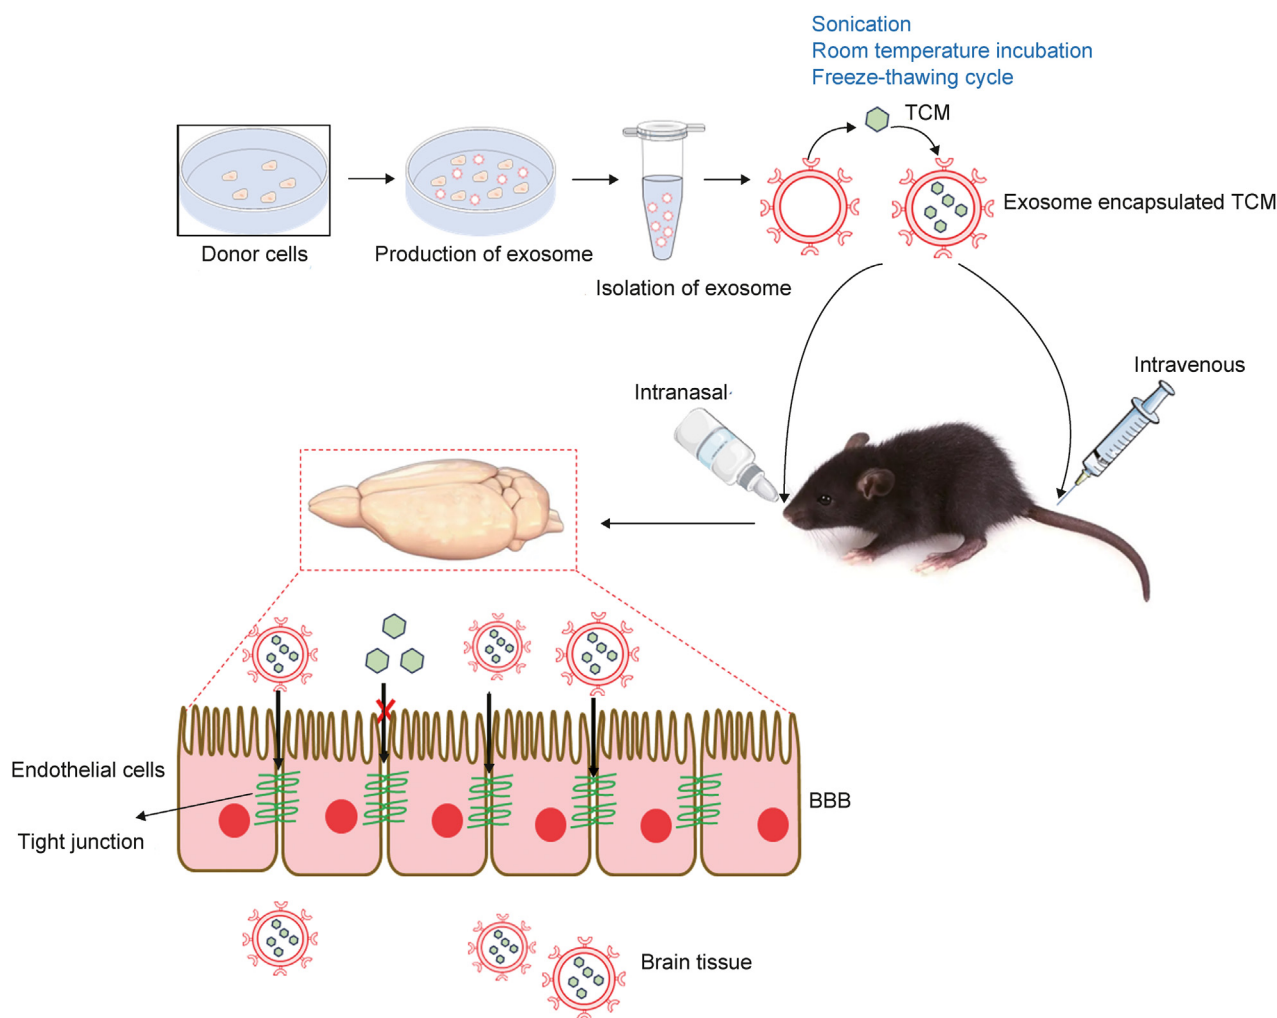 Sonication
Room temperature incubation
Freeze-thawing cycle
TCM
Exosome encapsulated TCM
Donor cells
Production of exosome
Isolation of exosome
Intravenous
Intranasal
Endothelial cells
BBB
Tight junction
Brain tissue